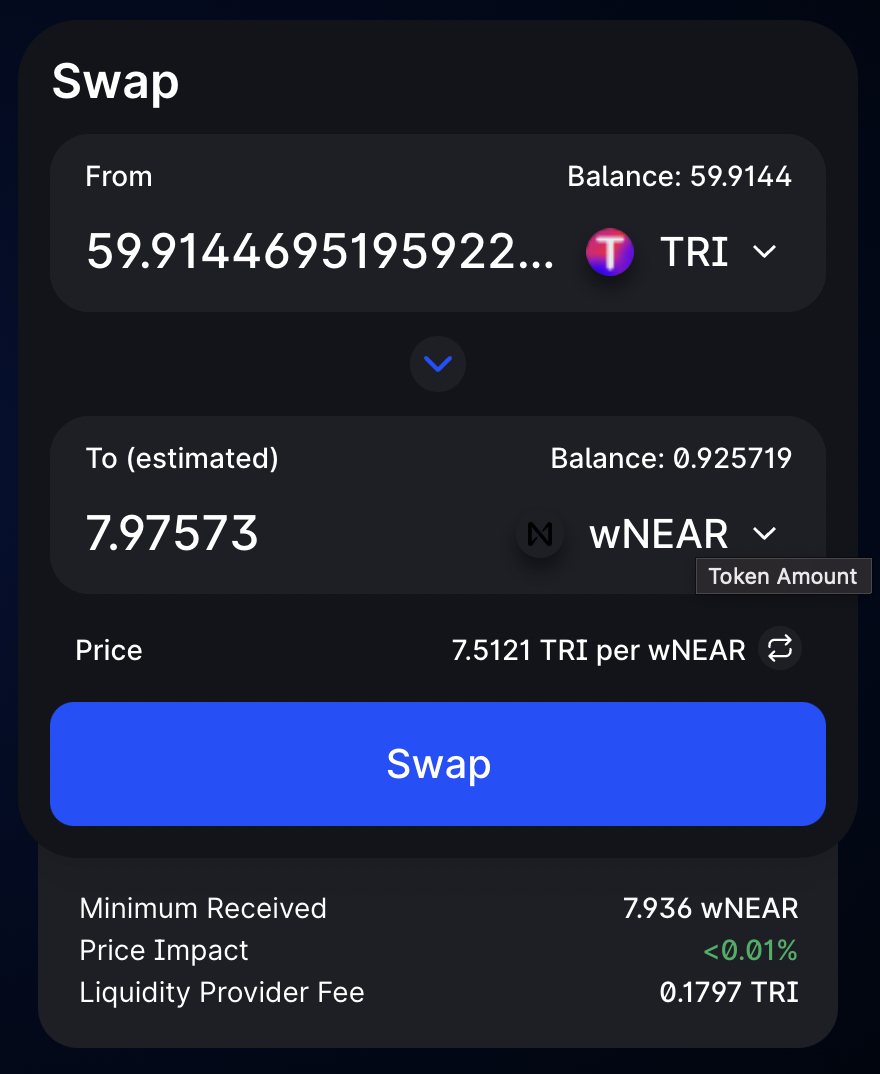 Swap
From Balance: 59.9144
59.9144695195922... T TRI
To (estimated) Balance: 0.925719
7.97573 wNEAR
Token Amount
Price 7.5121 TRI per wNEAR
Swap
Minimum Received 7.936 wNEAR
Price Impact <0.01%
Liquidity Provider Fee 0.1797 TRI